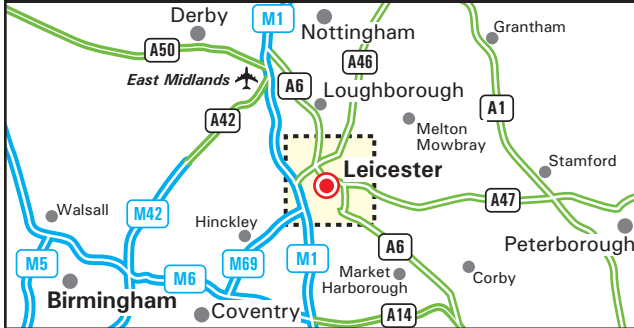 Derby
M1
Nottingham
Grantham
A50
A46
East Midlands
A6
Loughborough
A1
A42
Melton
Mowbray
Leicester
Stamford
Walsall
M42
Hinckley
A47
Peterborough
M5
M6
M69
M1
A6
Market
Harborough
Corby
Birmingham
Coventry
A14